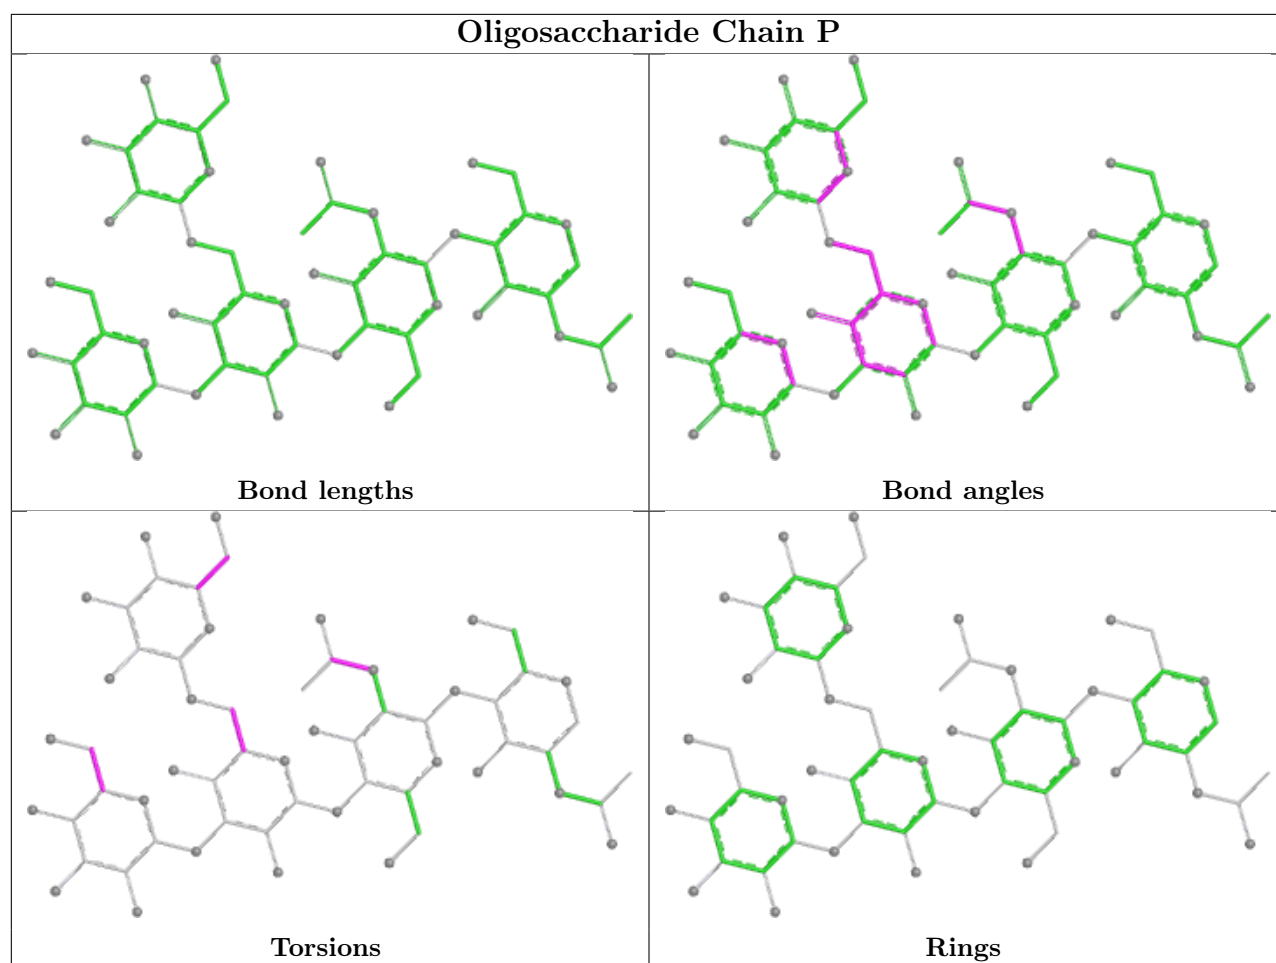 Oligosaccharide Chain P
Bond lengths
Bond angles
Torsions
Rings